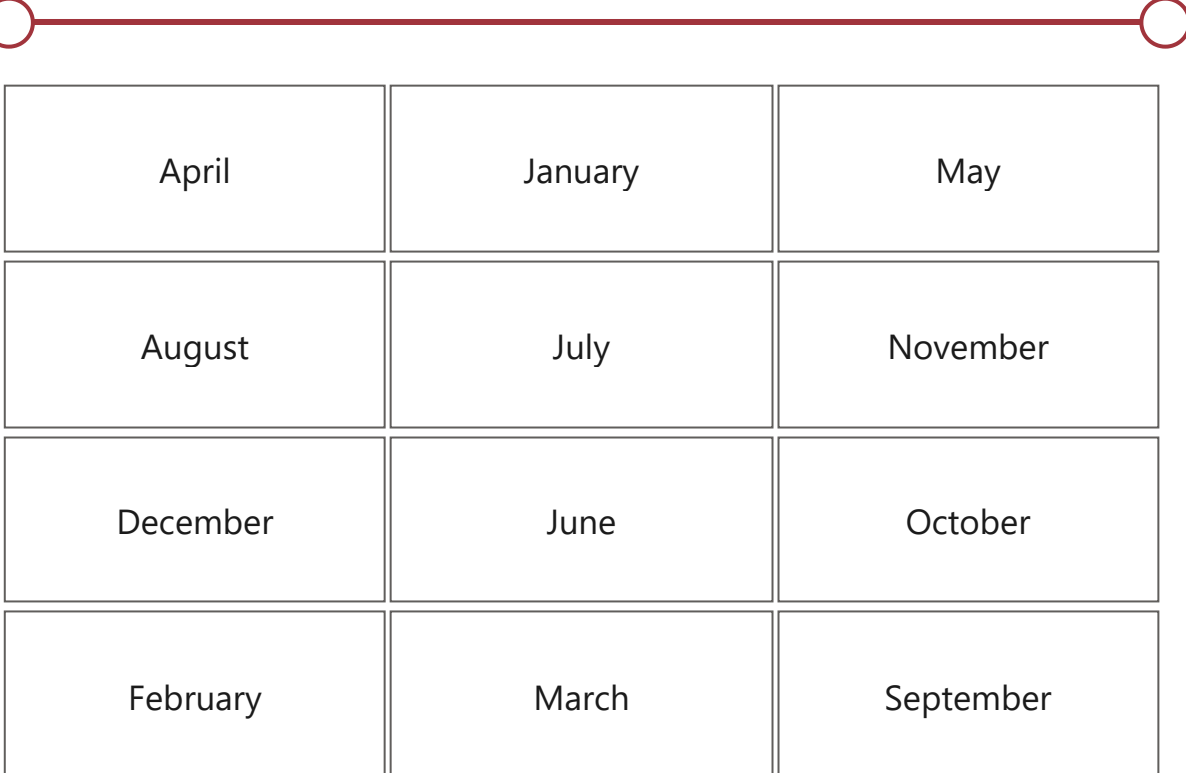 April January May
August July November
December June October
February March September